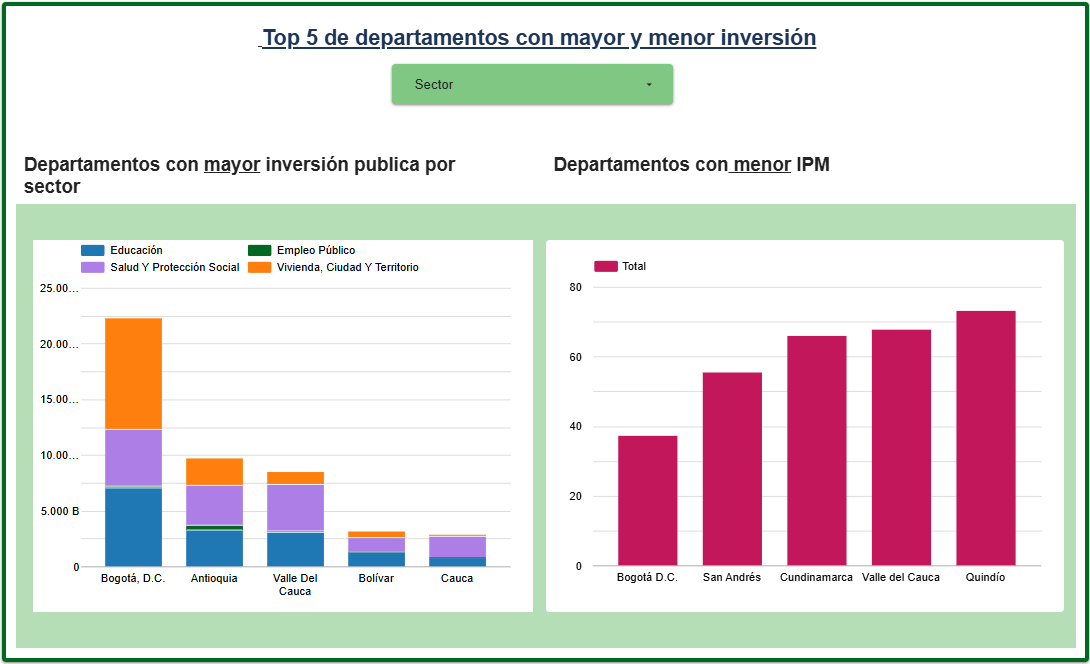 Top 5 de departamentos con mayor y menor inversión
Sector
Departamentos con mayor inversión publica por
sector
Departamentos con menor IPM
Educación
Empleo Público
Salud Y Protección Social
Vivienda, Ciudad Y Territorio
25.00...
20.00...
15.00...
10.00...
5.000 B
0
Bogotá, D.C.
Antioquia
Valle Del
Cauca
Bolívar
Cauca
Total
80
60
40
20
0
Bogotá D.C.
San Andrés
Cundinamarca
Valle del Cauca
Quindío